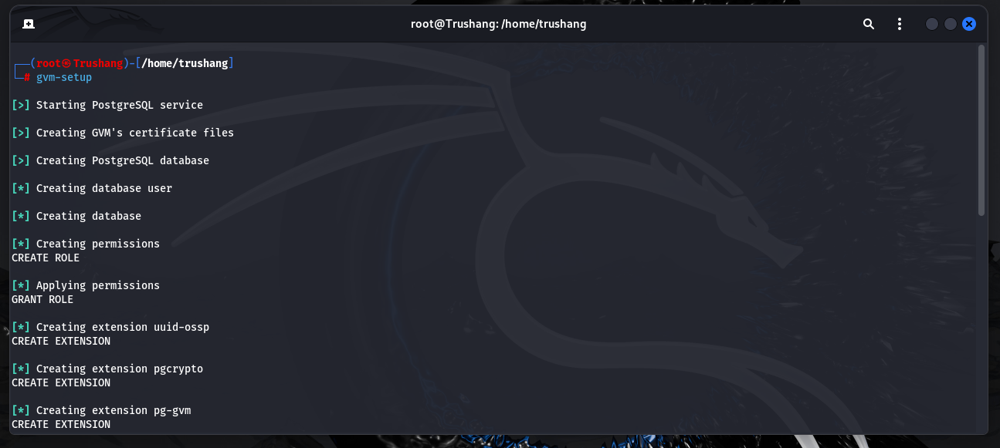 root@Trushang: /home/trushang
┌──(root㉿Trushang)-[/home/trushang]
└─# gvm-setup
[>] Starting PostgreSQL service
[>] Creating GVM's certificate files
[>] Creating PostgreSQL database
[*] Creating database user
[*] Creating database
[*] Creating permissions
CREATE ROLE
[*] Applying permissions
GRANT ROLE
[*] Creating extension uuid-ossp
CREATE EXTENSION
[*] Creating extension pgcrypto
CREATE EXTENSION
[*] Creating extension pg-gvm
CREATE EXTENSION